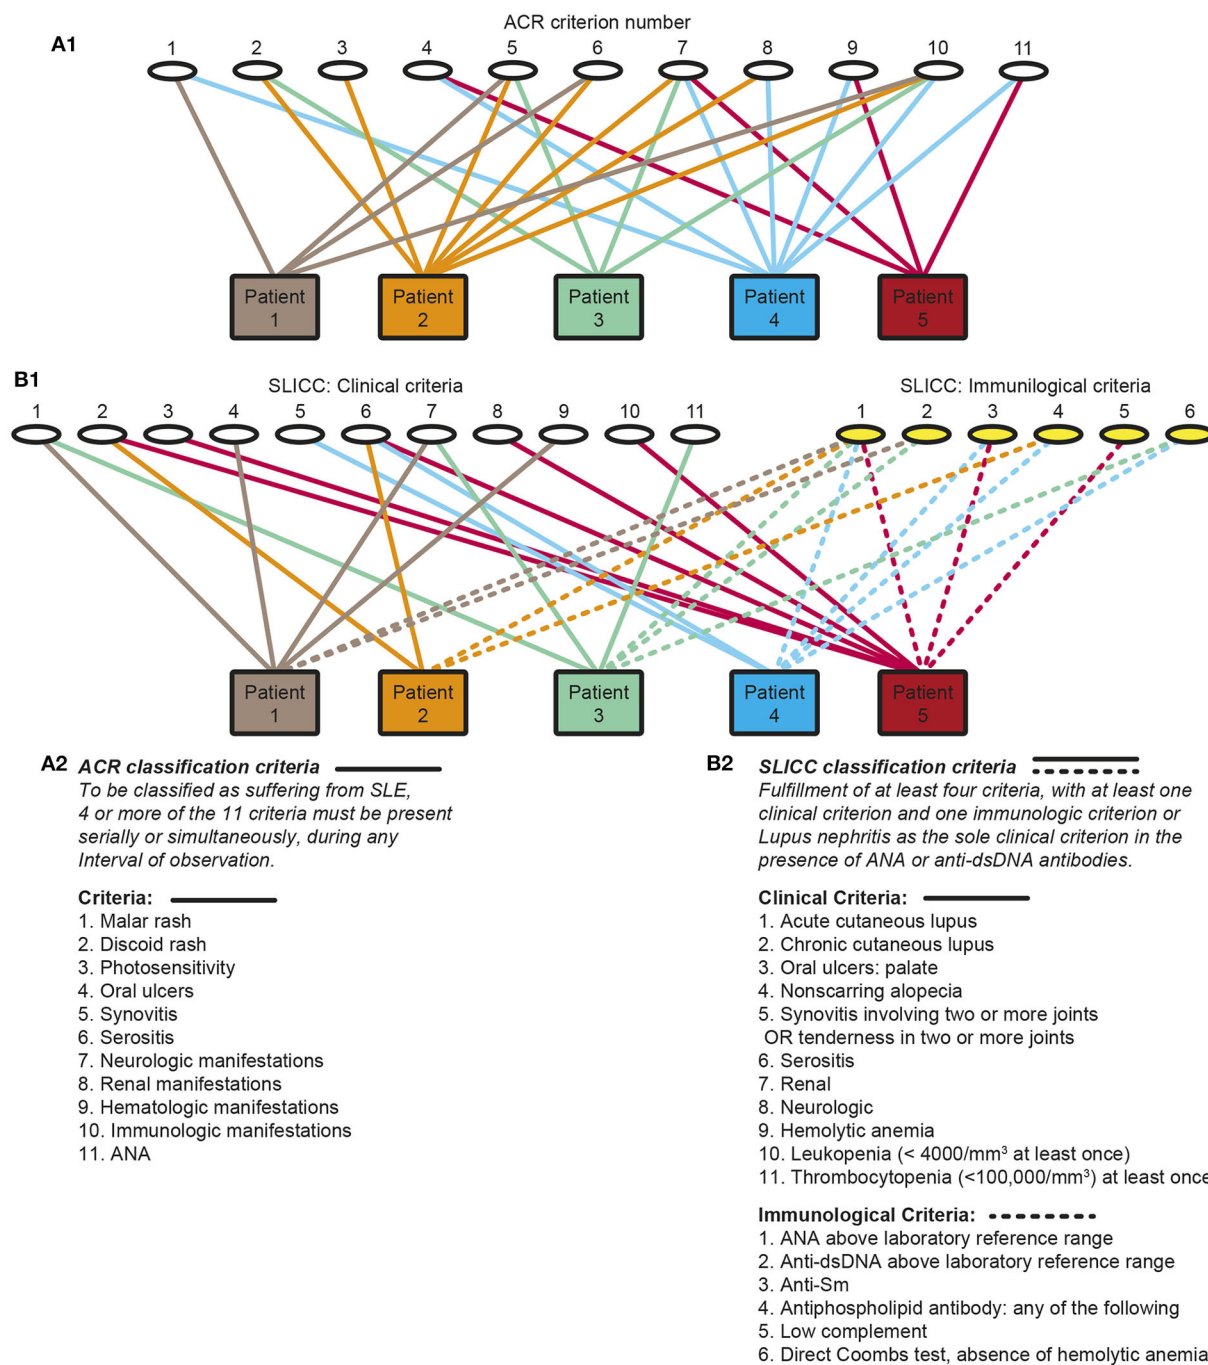 A1
ACR criterion number
1 2 3 4 5 6 7 8 9 10 11
Patient 1
Patient 2
Patient 3
Patient 4
Patient 5
B1
SLICC: Clinical criteria
SLICC: Immunilogical criteria
1 2 3 4 5 6 7 8 9 10 11
1 2 3 4 5 6
Patient 1
Patient 2
Patient 3
Patient 4
Patient 5
A2 ACR classification criteria
To be classified as suffering from SLE,
4 or more of the 11 criteria must be present
serially or simultaneously, during any
Interval of observation.
Criteria:
1. Malar rash
2. Discoid rash
3. Photosensitivity
4. Oral ulcers
5. Synovitis
6. Serositis
7. Neurologic manifestations
8. Renal manifestations
9. Hematologic manifestations
10. Immunologic manifestations
11. ANA
B2 SLICC classification criteria
Fulfillment of at least four criteria, with at least one
clinical criterion and one immunologic criterion or
Lupus nephritis as the sole clinical criterion in the
presence of ANA or anti-dsDNA antibodies.
Clinical Criteria:
1. Acute cutaneous lupus
2. Chronic cutaneous lupus
3. Oral ulcers: palate
4. Nonscarring alopecia
5. Synovitis involving two or more joints
OR tenderness in two or more joints
6. Serositis
7. Renal
8. Neurologic
9. Hemolytic anemia
10. Leukopenia (< 4000/mm³ at least once)
11. Thrombocytopenia (<100,000/mm³) at least once
Immunological Criteria:
1. ANA above laboratory reference range
2. Anti-dsDNA above laboratory reference range
3. Anti-Sm
4. Antiphospholipid antibody: any of the following
5. Low complement
6. Direct Coombs test, absence of hemolytic anemia